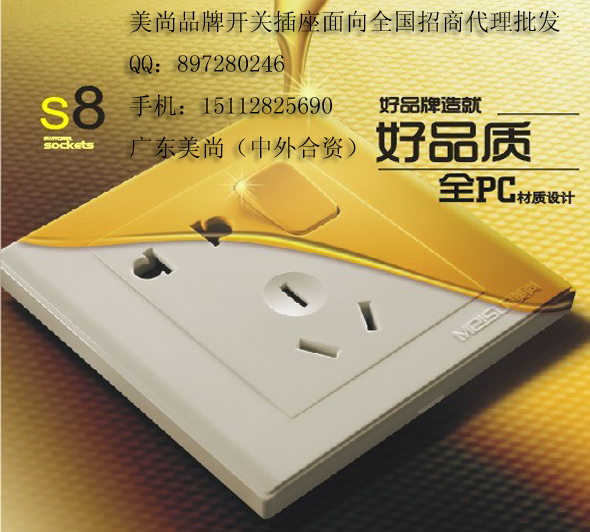 美尚品牌开关插座面向全国招商代理批发
QQ：897280246
手机：15112825690
广东美尚（中外合资）
S8
sockets
好品牌造就
好品质
全PC材质设计